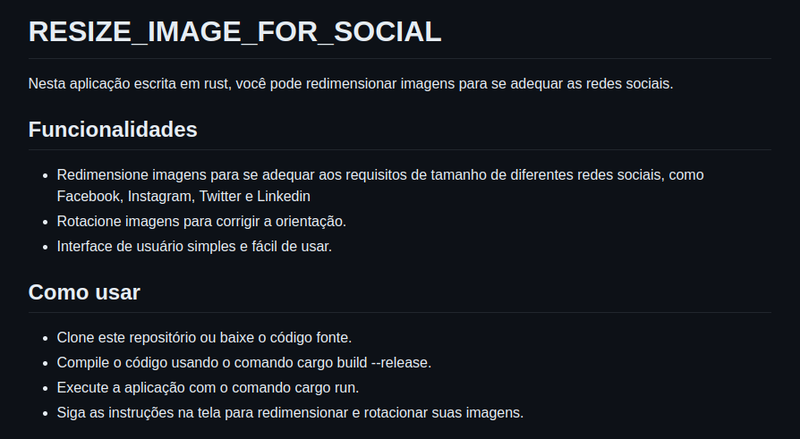 RESIZE_IMAGE_FOR_SOCIAL
Nesta aplicação escrita em rust, você pode redimensionar imagens para se adequar as redes sociais.
Funcionalidades
Redimensione imagens para se adequar aos requisitos de tamanho de diferentes redes sociais, como
Facebook, Instagram, Twitter e Linkedin
Rotacione imagens para corrigir a orientação.
Interface de usuário simples e fácil de usar.
Como usar
Clone este repositório ou baixe o código fonte.
Compile o código usando o comando cargo build --release.
Execute a aplicação com o comando cargo run.
Siga as instruções na tela para redimensionar e rotacionar suas imagens.